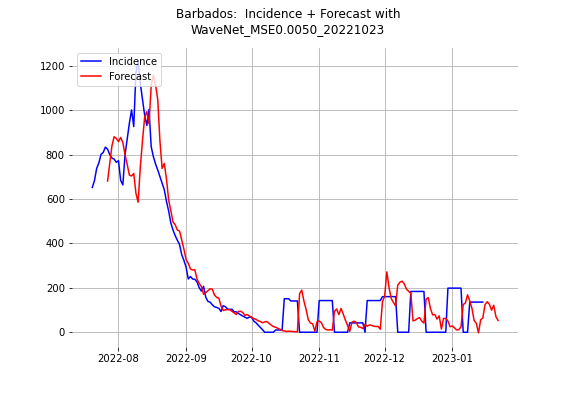 Barbados:  Incidence + Forecast with
WaveNet_MSE0.0050_20221023
Incidence
Forecast
1200
1000
800
600
400
200
0
2022-08 2022-09 2022-10 2022-11 2022-12 2023-01